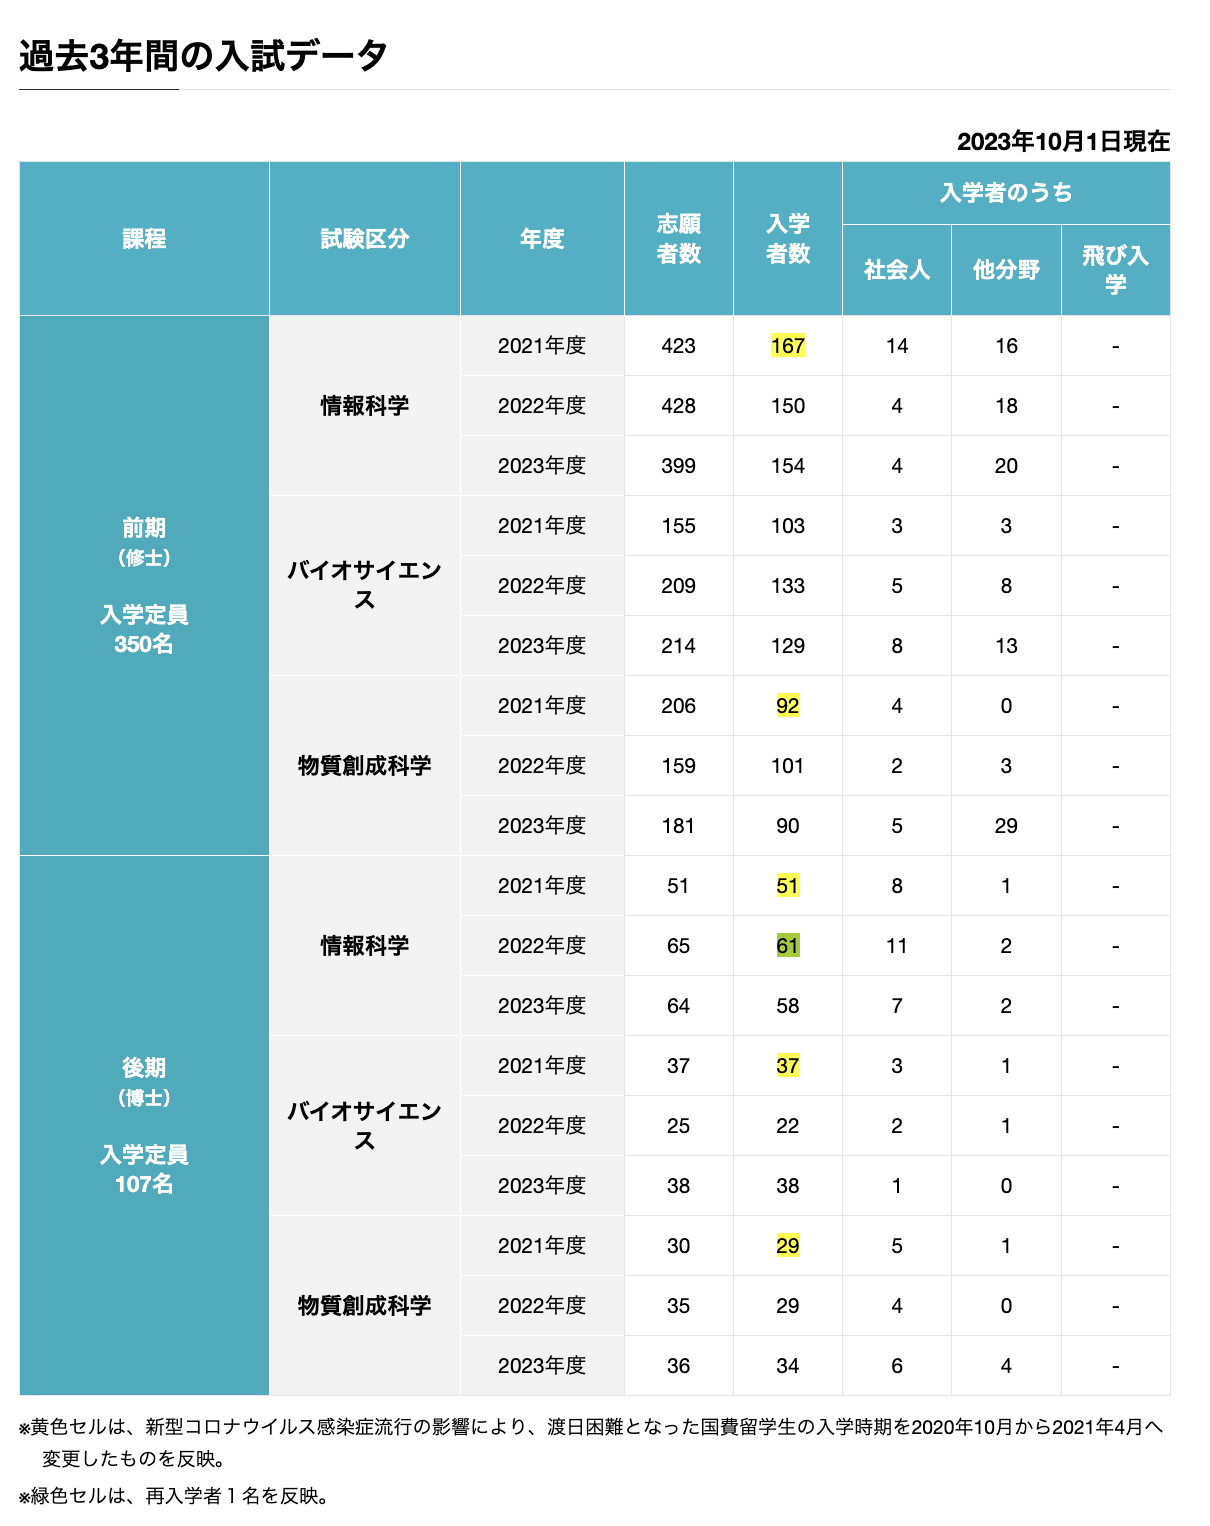 過去3年間の入試データ
2023年10月1日現在
課程 試験区分 年度 志願者数 入学者数 入学者のうち
社会人 他分野 飛び入学
前期
（修士）
入学定員
350名
情報科学
2021年度 423 167 14 16 -
2022年度 428 150 4 18 -
2023年度 399 154 4 20 -
バイオサイエンス
2021年度 155 103 3 3 -
2022年度 209 133 5 8 -
2023年度 214 129 8 13 -
物質創成科学
2021年度 206 92 4 0 -
2022年度 159 101 2 3 -
2023年度 181 90 5 29 -
後期
（博士）
入学定員
107名
情報科学
2021年度 51 51 8 1 -
2022年度 65 61 11 2 -
2023年度 64 58 7 2 -
バイオサイエンス
2021年度 37 37 3 1 -
2022年度 25 22 2 1 -
2023年度 38 38 1 0 -
物質創成科学
2021年度 30 29 5 1 -
2022年度 35 29 4 0 -
2023年度 36 34 6 4 -
※黄色セルは、新型コロナウイルス感染症流行の影響により、渡日困難となった国費留学生の入学時期を2020年10月から2021年4月へ
変更したものを反映。
※緑色セルは、再入学者１名を反映。